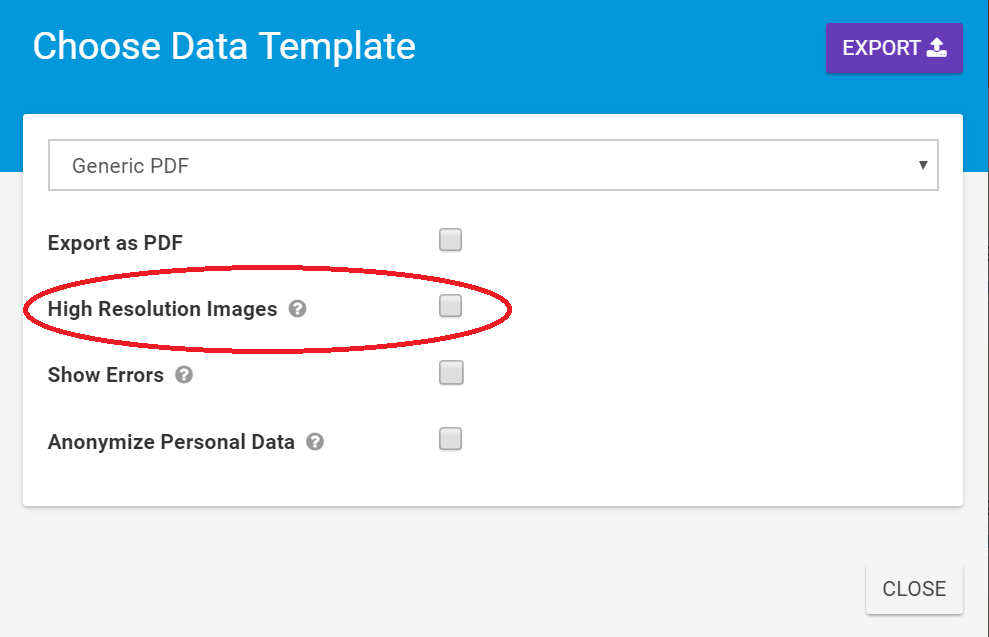 Choose Data Template
EXPORT
Generic PDF
Export as PDF
High Resolution Images ?
Show Errors ?
Anonymize Personal Data ?
CLOSE